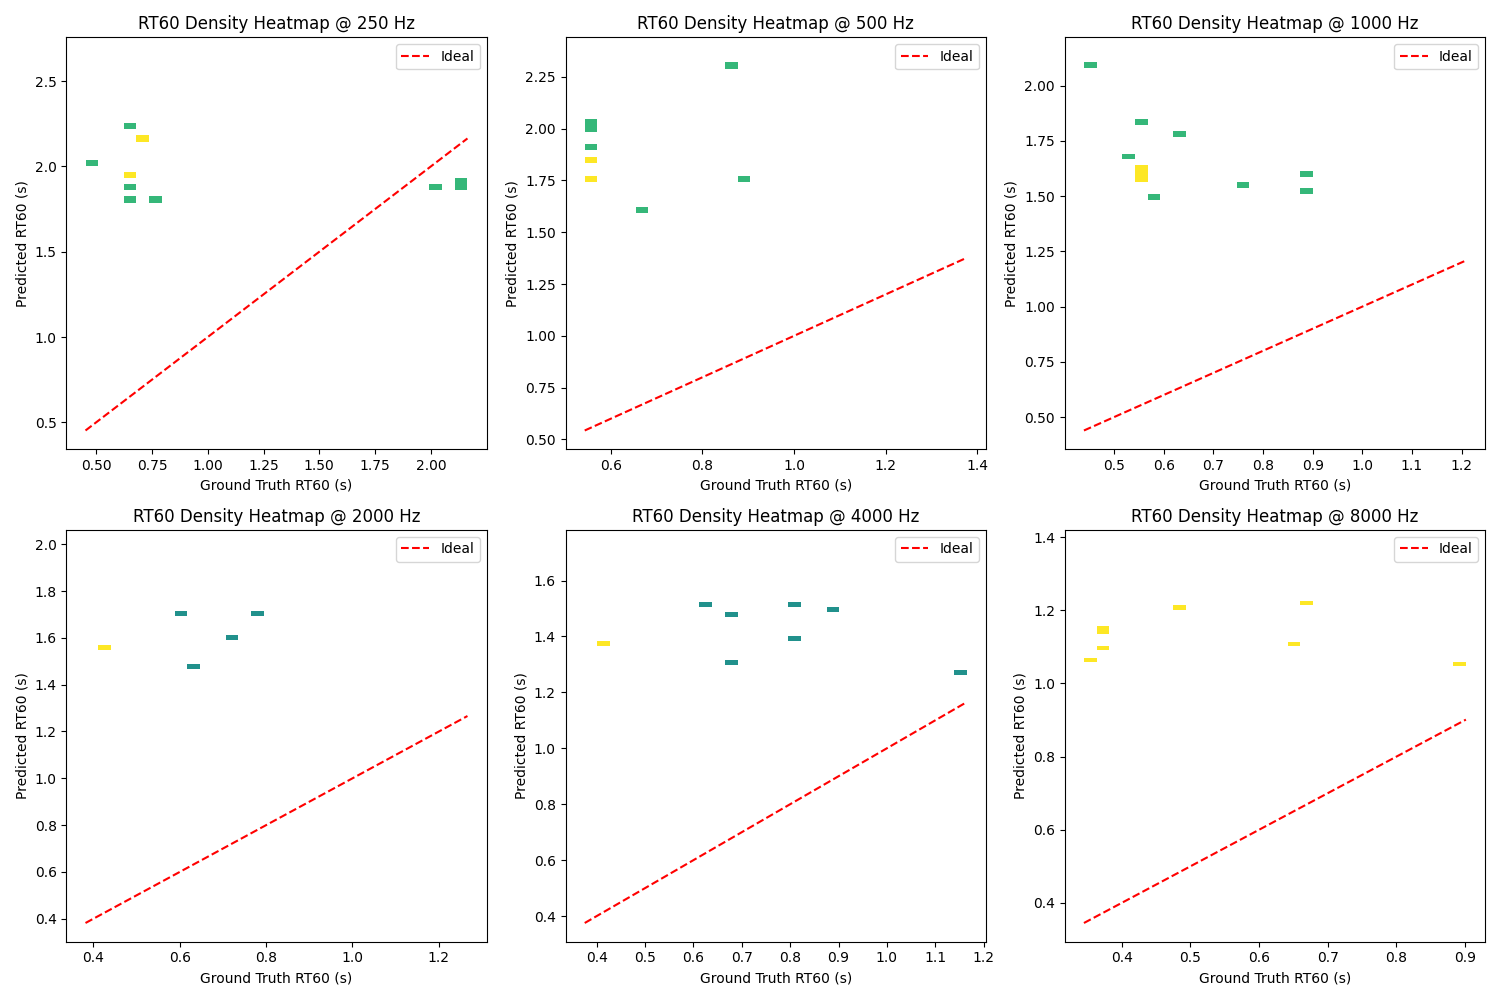 RT60 Density Heatmap @ 250 Hz
Ideal
2.5
2.0
1.5
1.0
0.5
Predicted RT60 (s)
0.50 0.75 1.00 1.25 1.50 1.75 2.00
Ground Truth RT60 (s)
RT60 Density Heatmap @ 500 Hz
Ideal
2.25
2.00
1.75
1.50
1.25
1.00
0.75
0.50
Predicted RT60 (s)
0.6 0.8 1.0 1.2 1.4
Ground Truth RT60 (s)
RT60 Density Heatmap @ 1000 Hz
Ideal
2.00
1.75
1.50
1.25
1.00
0.75
0.50
Predicted RT60 (s)
0.5 0.6 0.7 0.8 0.9 1.0 1.1 1.2
Ground Truth RT60 (s)
RT60 Density Heatmap @ 2000 Hz
Ideal
2.0
1.8
1.6
1.4
1.2
1.0
0.8
0.6
0.4
Predicted RT60 (s)
0.4 0.6 0.8 1.0 1.2
Ground Truth RT60 (s)
RT60 Density Heatmap @ 4000 Hz
Ideal
1.6
1.4
1.2
1.0
0.8
0.6
0.4
Predicted RT60 (s)
0.4 0.5 0.6 0.7 0.8 0.9 1.0 1.1 1.2
Ground Truth RT60 (s)
RT60 Density Heatmap @ 8000 Hz
Ideal
1.4
1.2
1.0
0.8
0.6
0.4
Predicted RT60 (s)
0.4 0.5 0.6 0.7 0.8 0.9
Ground Truth RT60 (s)